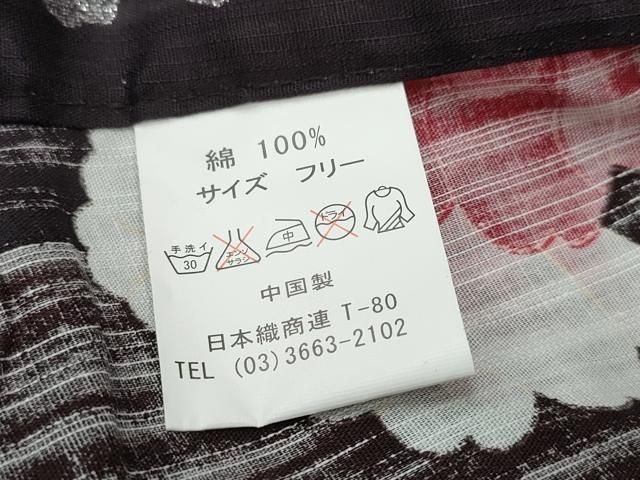 綿 100%
サイズ フリー
手洗イ 30 エンソ サラシ 中 ドライ
中国製
日本織商連 T-80
TEL (03)3663-2102